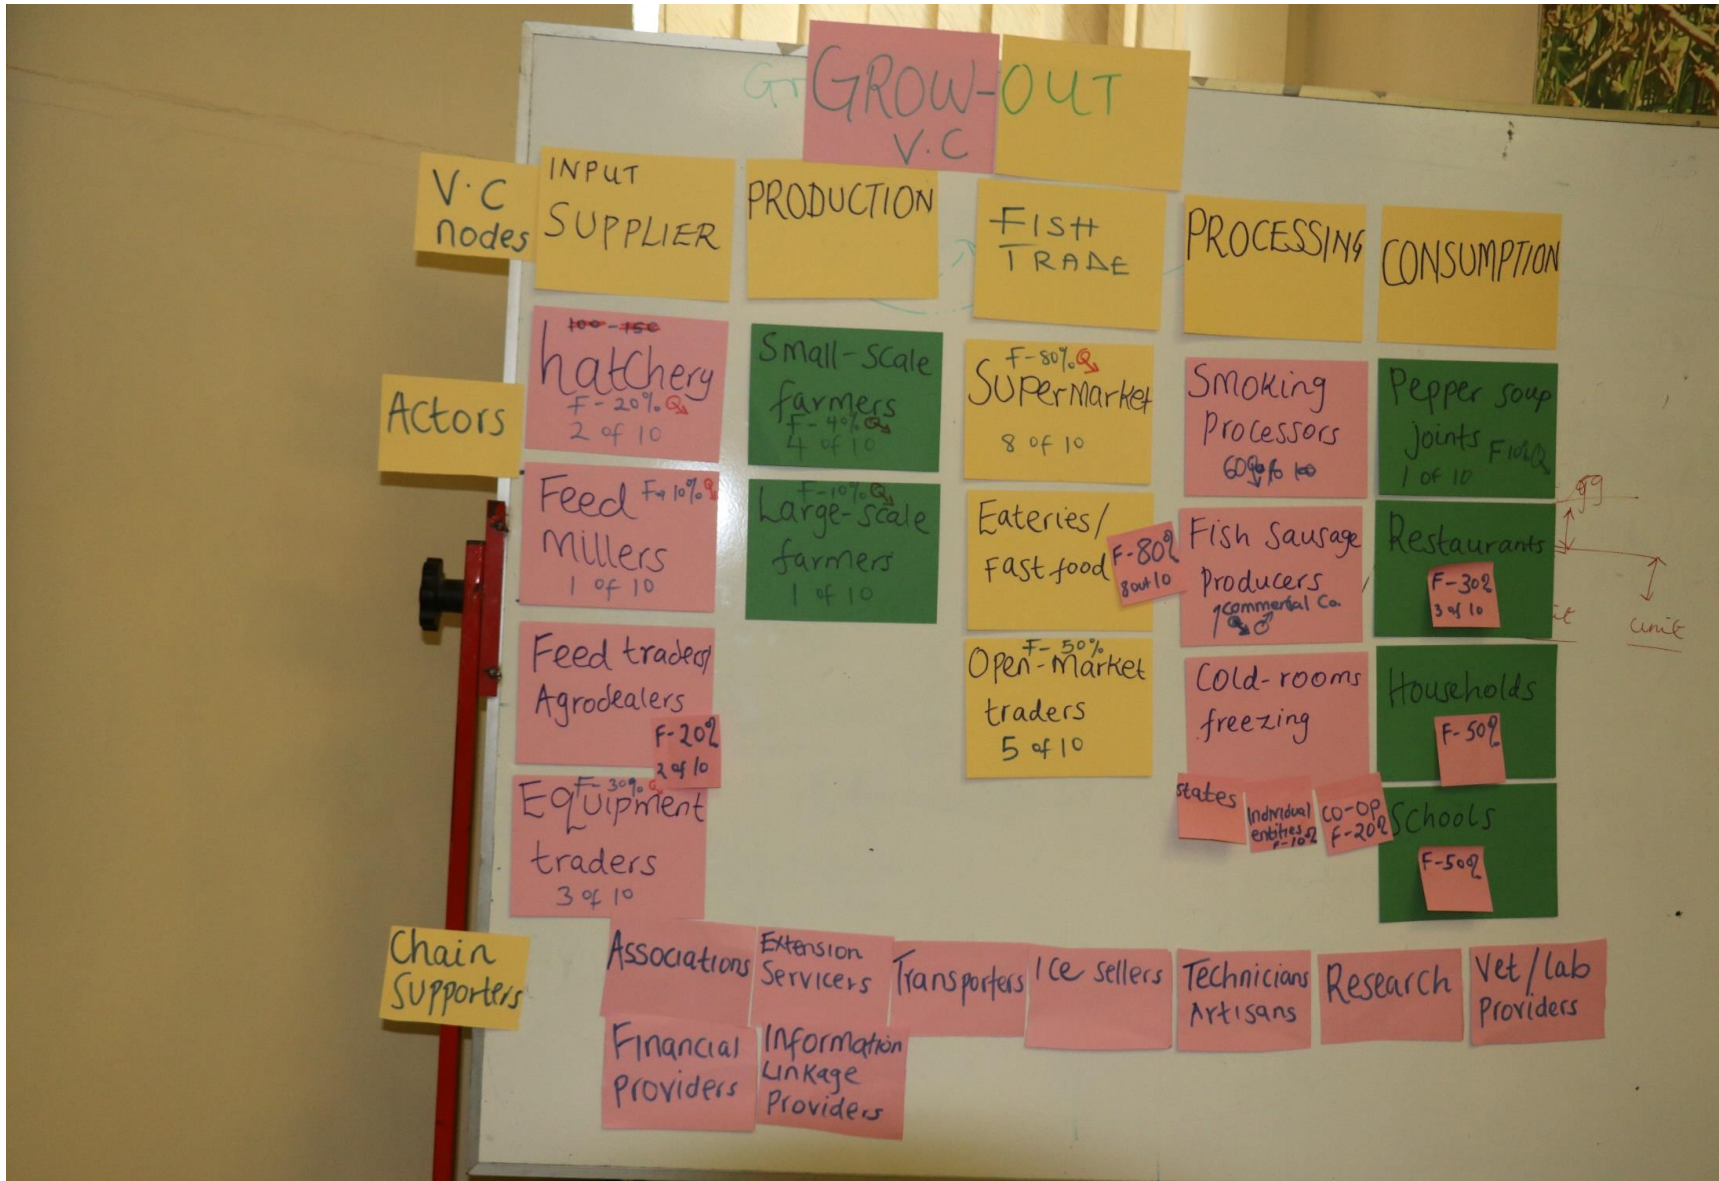 GROW-OUT
V.C
V.C
nodes
INPUT
SUPPLIER
PRODUCTION
FISH
TRADE
PROCESSING
CONSUMPTION
Actors
100-150
hatchery
F-20%
2 of 10
Feed F-10%
Millers
1 of 10
Feed traders/
Agrodealers
F-20%
2 of 10
F-30%
Equipment
traders
3 of 10
Small-scale
farmers
F-40%
4 of 10
F-10%
Large-scale
farmers
1 of 10
F-80%
Supermarket
8 of 10
Eateries/
Fast food
F-80%
8 out 10
F-50%
Open-Market
traders
5 of 10
Smoking
Processors
Fish Sausage
Producers
Commercial Co.
Cold-rooms
freezing
states
Individual
entities
F-10%
CO-OP
F-20%
Pepper soup
joints F10%
1 of 10
Restaurants
F-30%
3 of 10
Households
F-50%
Schools
F-50%
unit
Chain
Supporters
Associations
Extension
Servicers
Transporters
Ice sellers
Technicians
Artisans
Research
Vet/lab
Providers
Financial
Providers
Information
Linkage
Providers